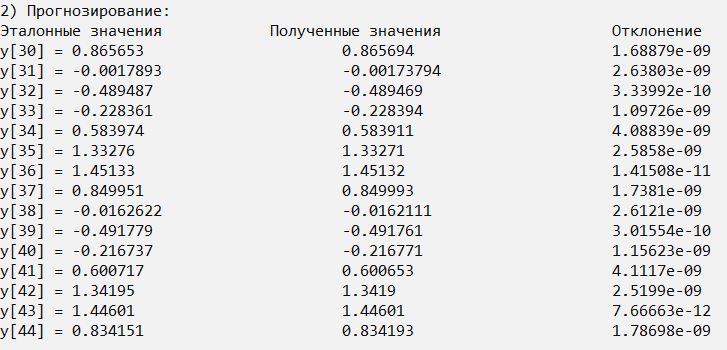 2) Прогнозирование:
Эталонные значения Полученные значения Отклонение
y[30] = 0.865653 0.865694 1.68879e-09
y[31] = -0.0017893 -0.00173794 2.63803e-09
y[32] = -0.489487 -0.489469 3.33992e-10
y[33] = -0.228361 -0.228394 1.09726e-09
y[34] = 0.583974 0.583911 4.08839e-09
y[35] = 1.33276 1.33271 2.5858e-09
y[36] = 1.45133 1.45132 1.41508e-11
y[37] = 0.849951 0.849993 1.7381e-09
y[38] = -0.0162622 -0.0162111 2.6121e-09
y[39] = -0.491779 -0.491761 3.01554e-10
y[40] = -0.216737 -0.216771 1.15623e-09
y[41] = 0.600717 0.600653 4.1117e-09
y[42] = 1.34195 1.3419 2.5199e-09
y[43] = 1.44601 1.44601 7.66663e-12
y[44] = 0.834151 0.834193 1.78698e-09